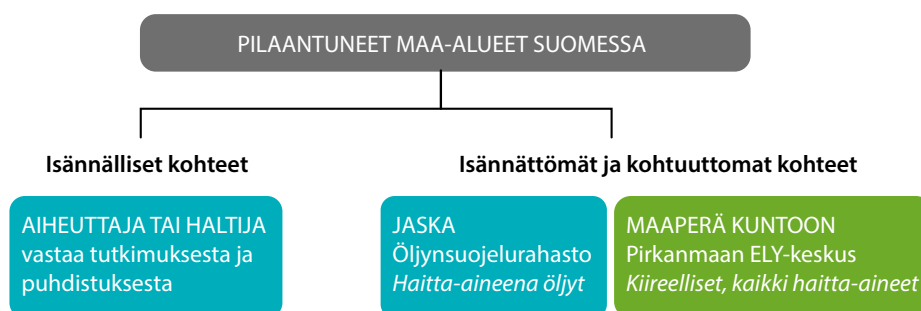 PILAANTUNEET MAA-ALUEET SUOMESSA
Isännälliset kohteet
Isännättömät ja kohtuuttomat kohteet
AIHEUTTAJA TAI HALTIJA
vastaa tutkimuksesta ja
puhdistuksesta
JASKA
Öljynsuojelurahasto
Haitta-aineena öljyt
MAAPERÄ KUNTOON
Pirkanmaan ELY-keskus
Kiireelliset, kaikki haitta-aineet